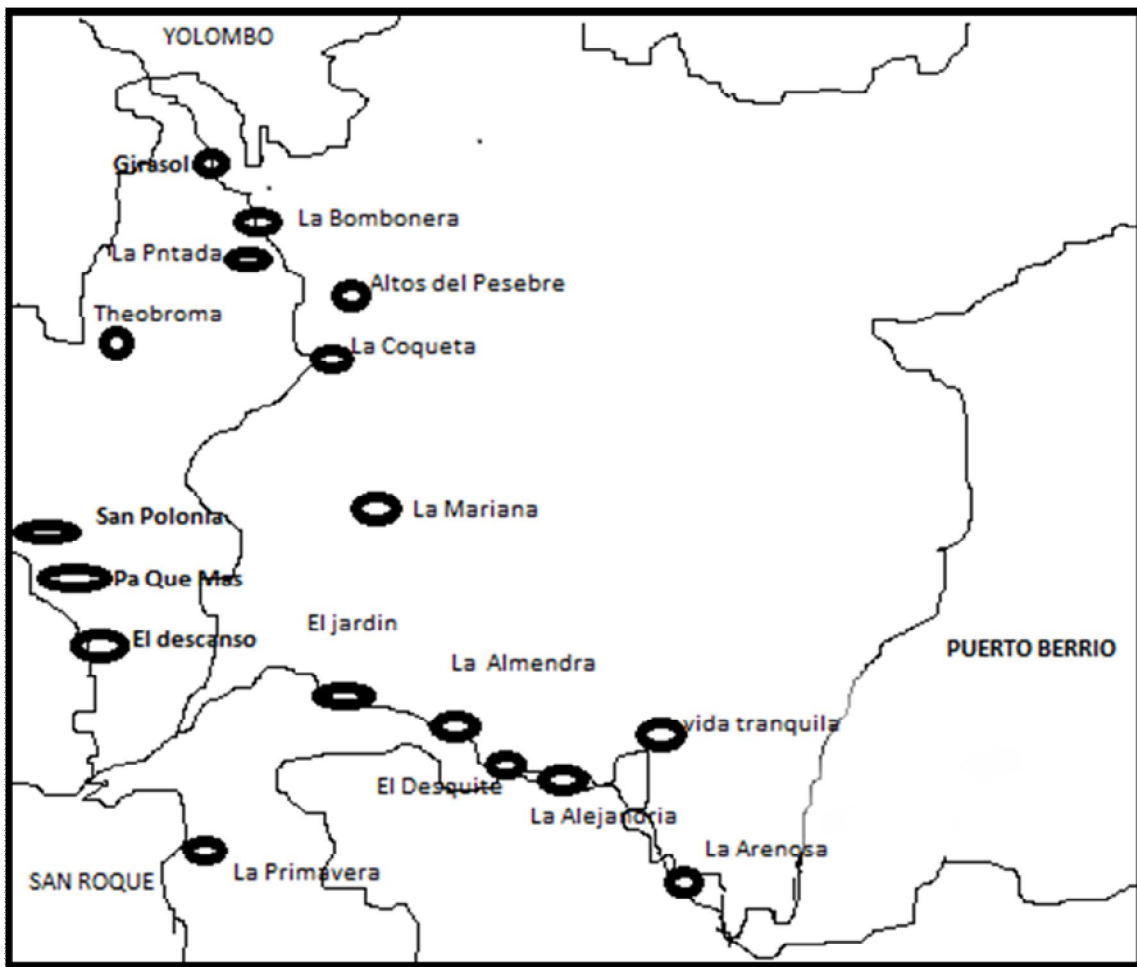 YOLOMBO
Girasol
La Bombonera
La Pntada
Altos del Pesebre
Theobroma
La Coqueta
La Mariana
San Polonia
Pa Que Mas
El jardin
El descanso
La Almendra
PUERTO BERRIO
vida tranquila
El Desquite
La Alejandria
La Arenosa
La Primavera
SAN ROQUE